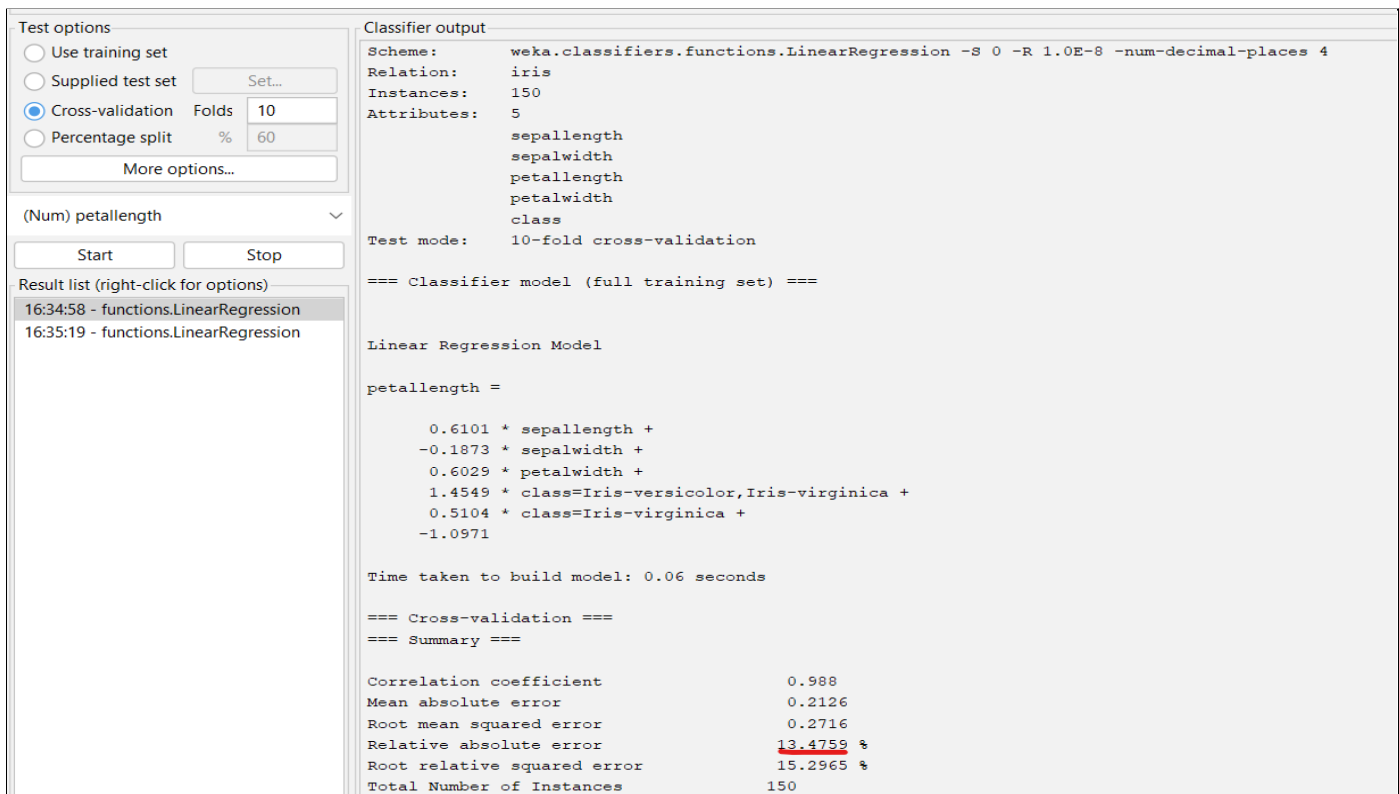 Test options
Use training set
Supplied test set Set...
Cross-validation Folds 10
Percentage split % 60
More options...
(Num) petallength
Start Stop
Result list (right-click for options)
16:34:58 - functions.LinearRegression
16:35:19 - functions.LinearRegression
Classifier output
Scheme: weka.classifiers.functions.LinearRegression -S 0 -R 1.0E-8 -num-decimal-places 4
Relation: iris
Instances: 150
Attributes: 5
sepallength
sepalwidth
petallength
petalwidth
class
Test mode: 10-fold cross-validation
=== Classifier model (full training set) ===
Linear Regression Model
petallength =
0.6101 * sepallength +
-0.1873 * sepalwidth +
0.6029 * petalwidth +
1.4549 * class=Iris-versicolor,Iris-virginica +
0.5104 * class=Iris-virginica +
-1.0971
Time taken to build model: 0.06 seconds
=== Cross-validation ===
=== Summary ===
Correlation coefficient 0.988
Mean absolute error 0.2126
Root mean squared error 0.2716
Relative absolute error 13.4759 %
Root relative squared error 15.2965 %
Total Number of Instances 150